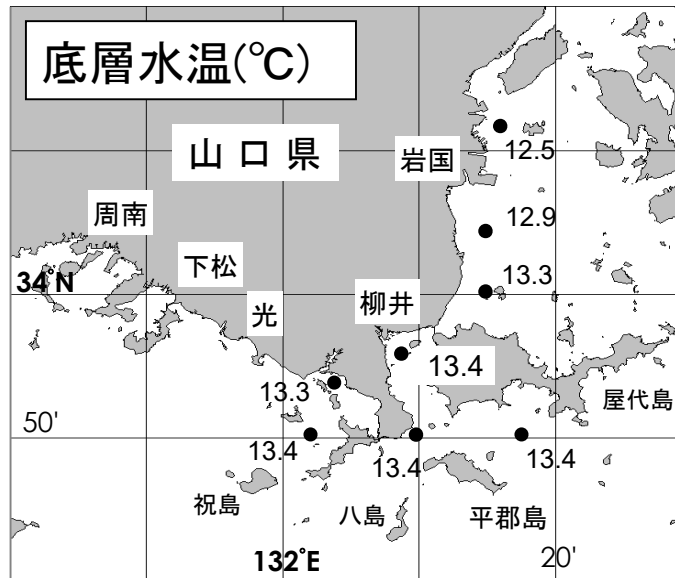 底層水温(℃)
山口県
岩国
12.5
周南
12.9
下松
34°N
13.3
光
柳井
13.4
13.3
屋代島
50'
13.4
13.4
13.4
祝島
八島
平郡島
132°E
20'